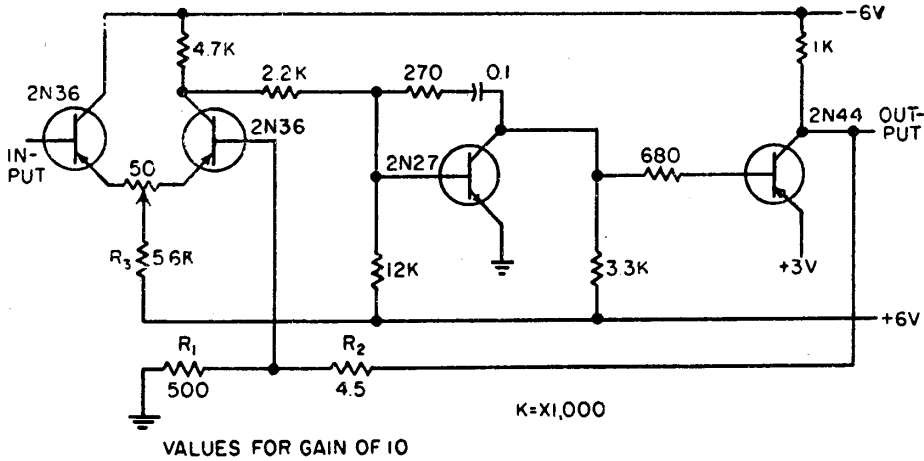 -6V
4.7K
1K
2.2K
270
0.1
2N36
2N36
2N44
OUT-
PUT
IN-
PUT
50
2N27
680
R3
5.6K
12K
3.3K
+3V
+6V
R1
R2
500
4.5
K=X1,000
VALUES FOR GAIN OF 10